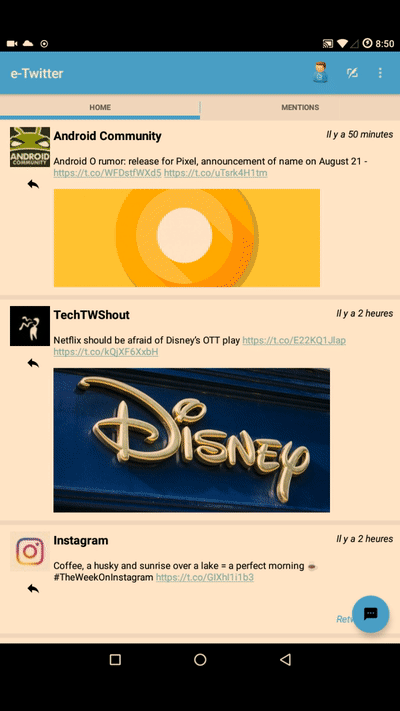 8:50
e-Twitter
HOME
MENTIONS
ANDROID
COMMUNITY
Android Community
Il y a 50 minutes
Android O rumor: release for Pixel, announcement of name on August 21 -
https://t.co/WFDstfWXd5 https://t.co/uTsrk4H1tm
TechTWShout
Il y a 2 heures
Netflix should be afraid of Disney's OTT play https://t.co/E22KQ1Jlap
https://t.co/kQjXF6XxbH
DISNEY
Instagram
Il y a 2 heures
Coffee, a husky and sunrise over a lake = a perfect morning ☕
#TheWeekOnInstagram https://t.co/GlXhI1i1b3